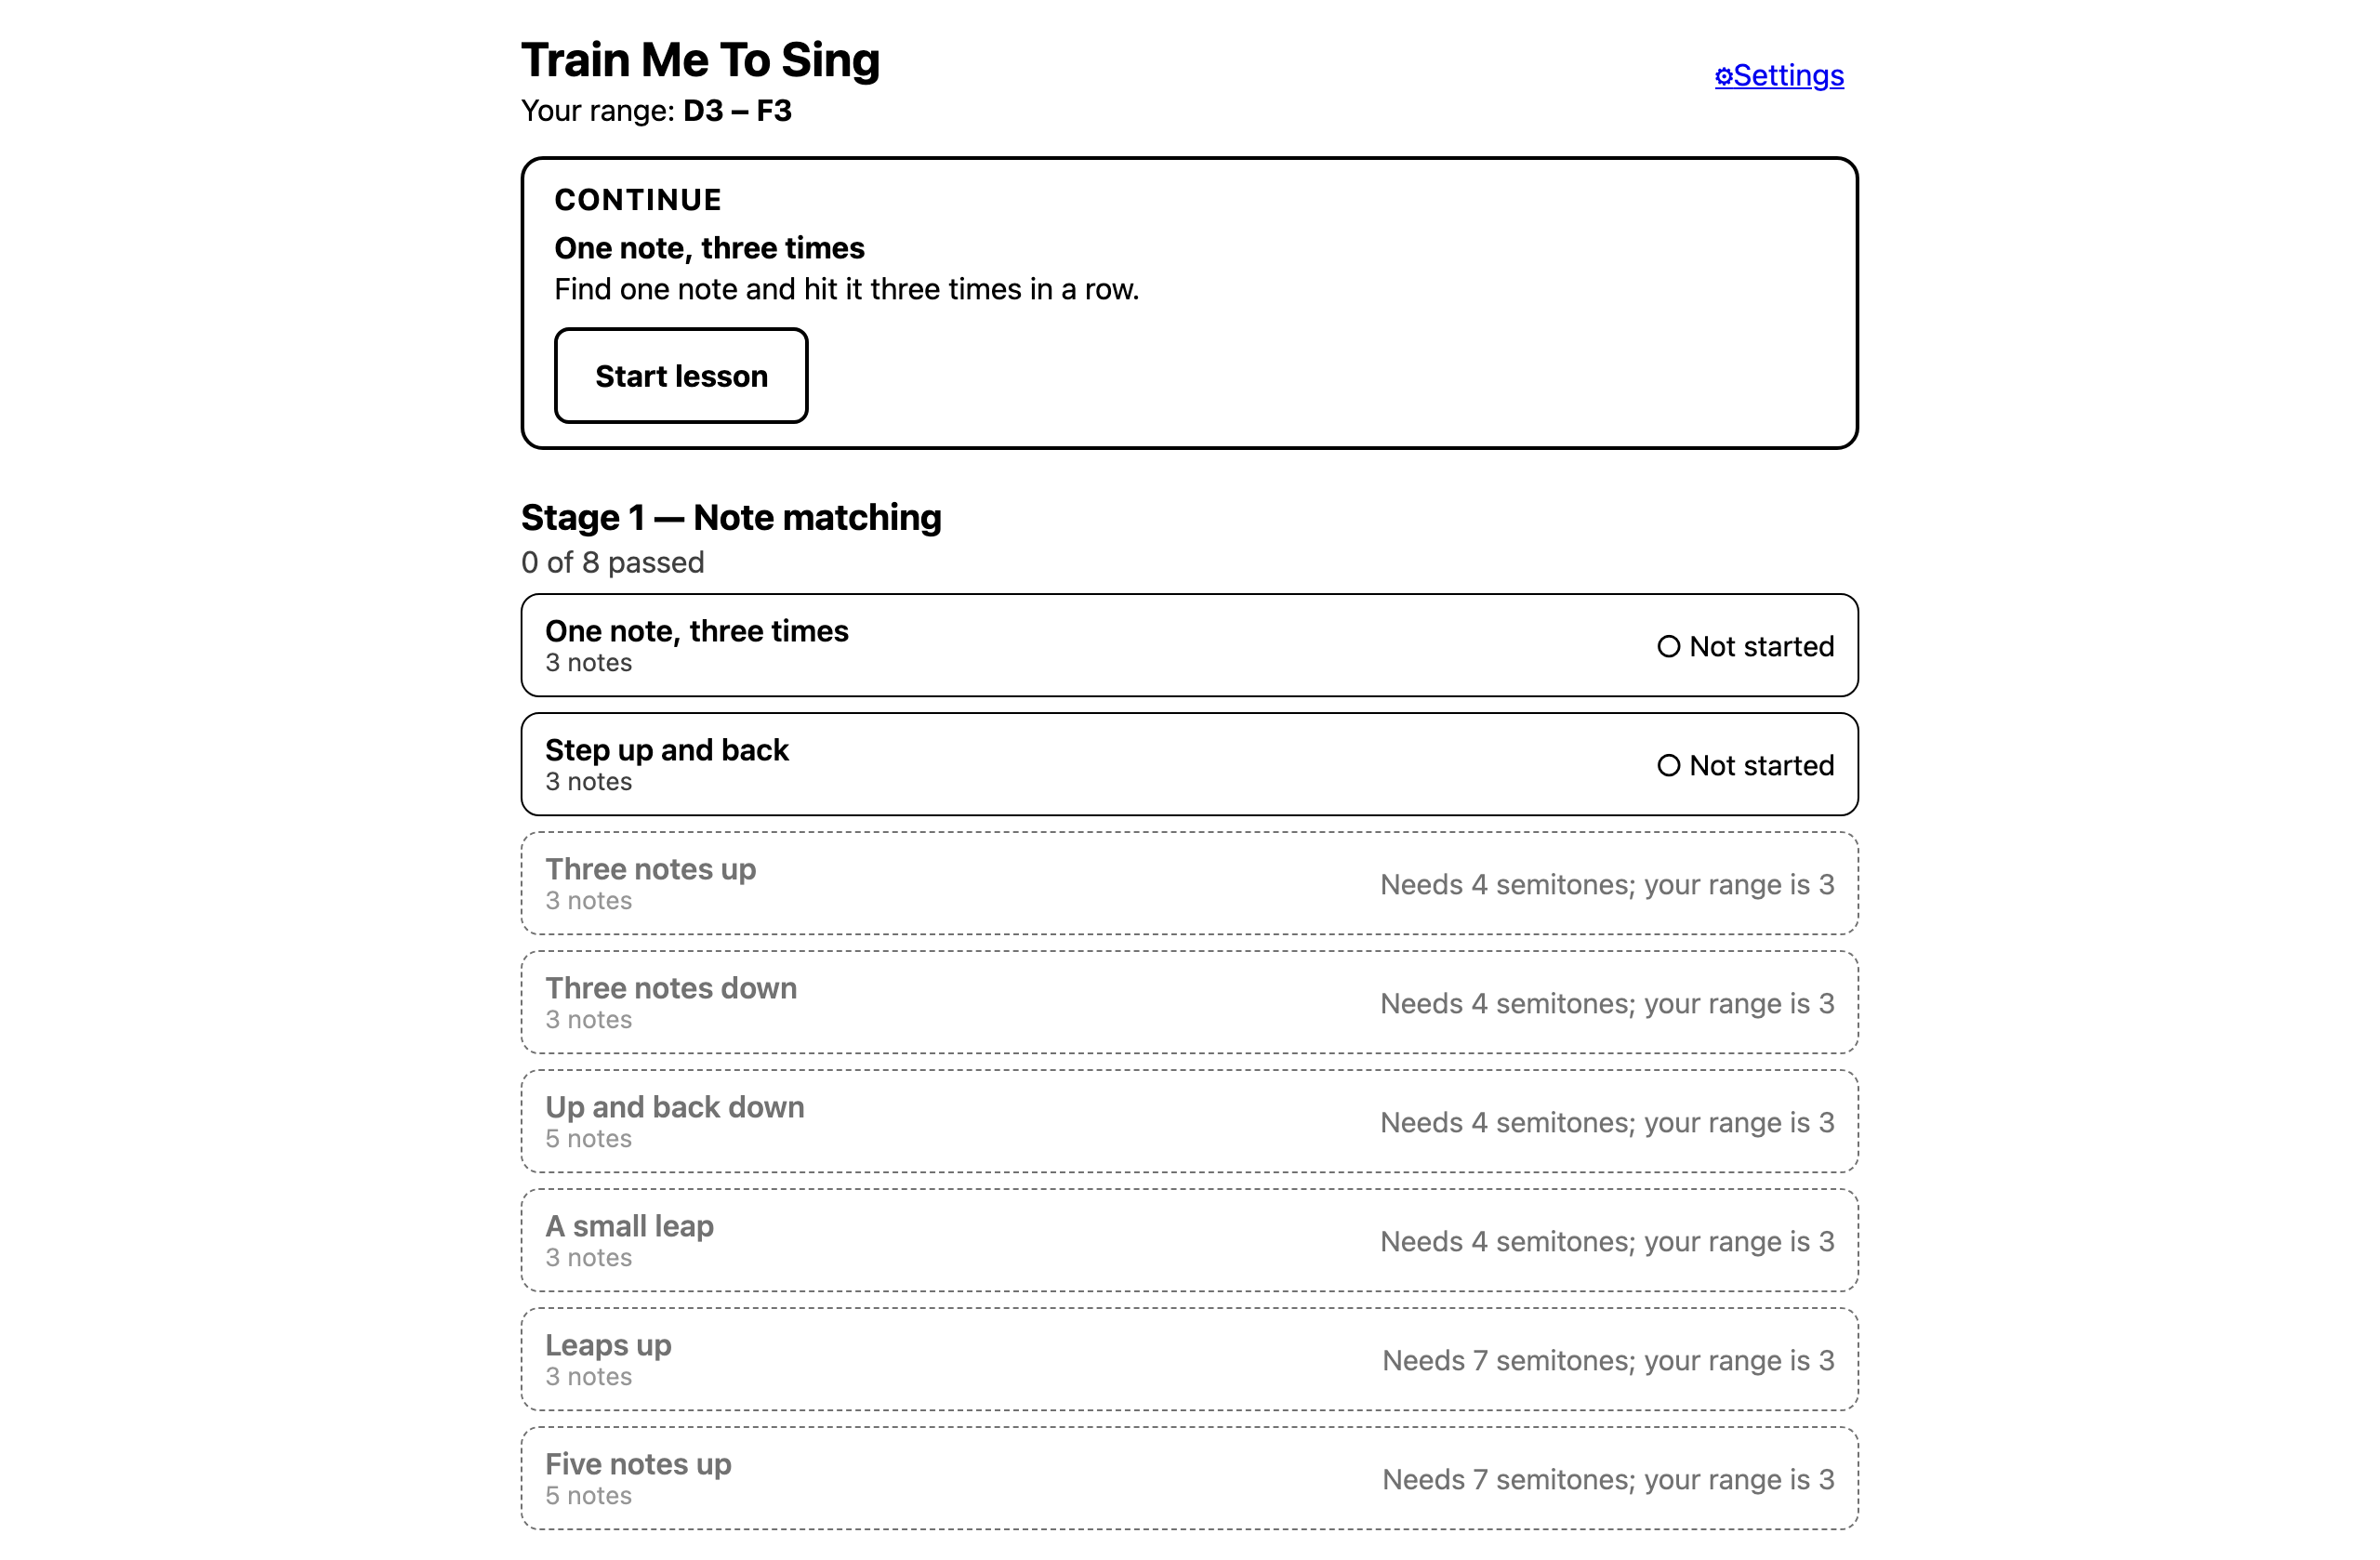 Train Me To Sing
⚙Settings
Your range: D3 – F3
CONTINUE
One note, three times
Find one note and hit it three times in a row.
Start lesson
Stage 1 — Note matching
0 of 8 passed
One note, three times
3 notes
Not started
Step up and back
3 notes
Not started
Three notes up
3 notes
Needs 4 semitones; your range is 3
Three notes down
3 notes
Needs 4 semitones; your range is 3
Up and back down
5 notes
Needs 4 semitones; your range is 3
A small leap
3 notes
Needs 4 semitones; your range is 3
Leaps up
3 notes
Needs 7 semitones; your range is 3
Five notes up
5 notes
Needs 7 semitones; your range is 3